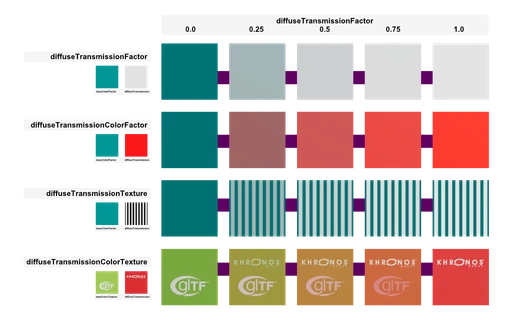 diffuseTransmissionFactor
0.0 0.25 0.5 0.75 1.0
diffuseTransmissionFactor
diffuseTransmissionColorFactor
diffuseTransmissionTexture
diffuseTransmissionColorTexture
KHRONOS
KHRONOS KHRONOS KHRONOS KHRONOS
glTF glTF glTF glTF